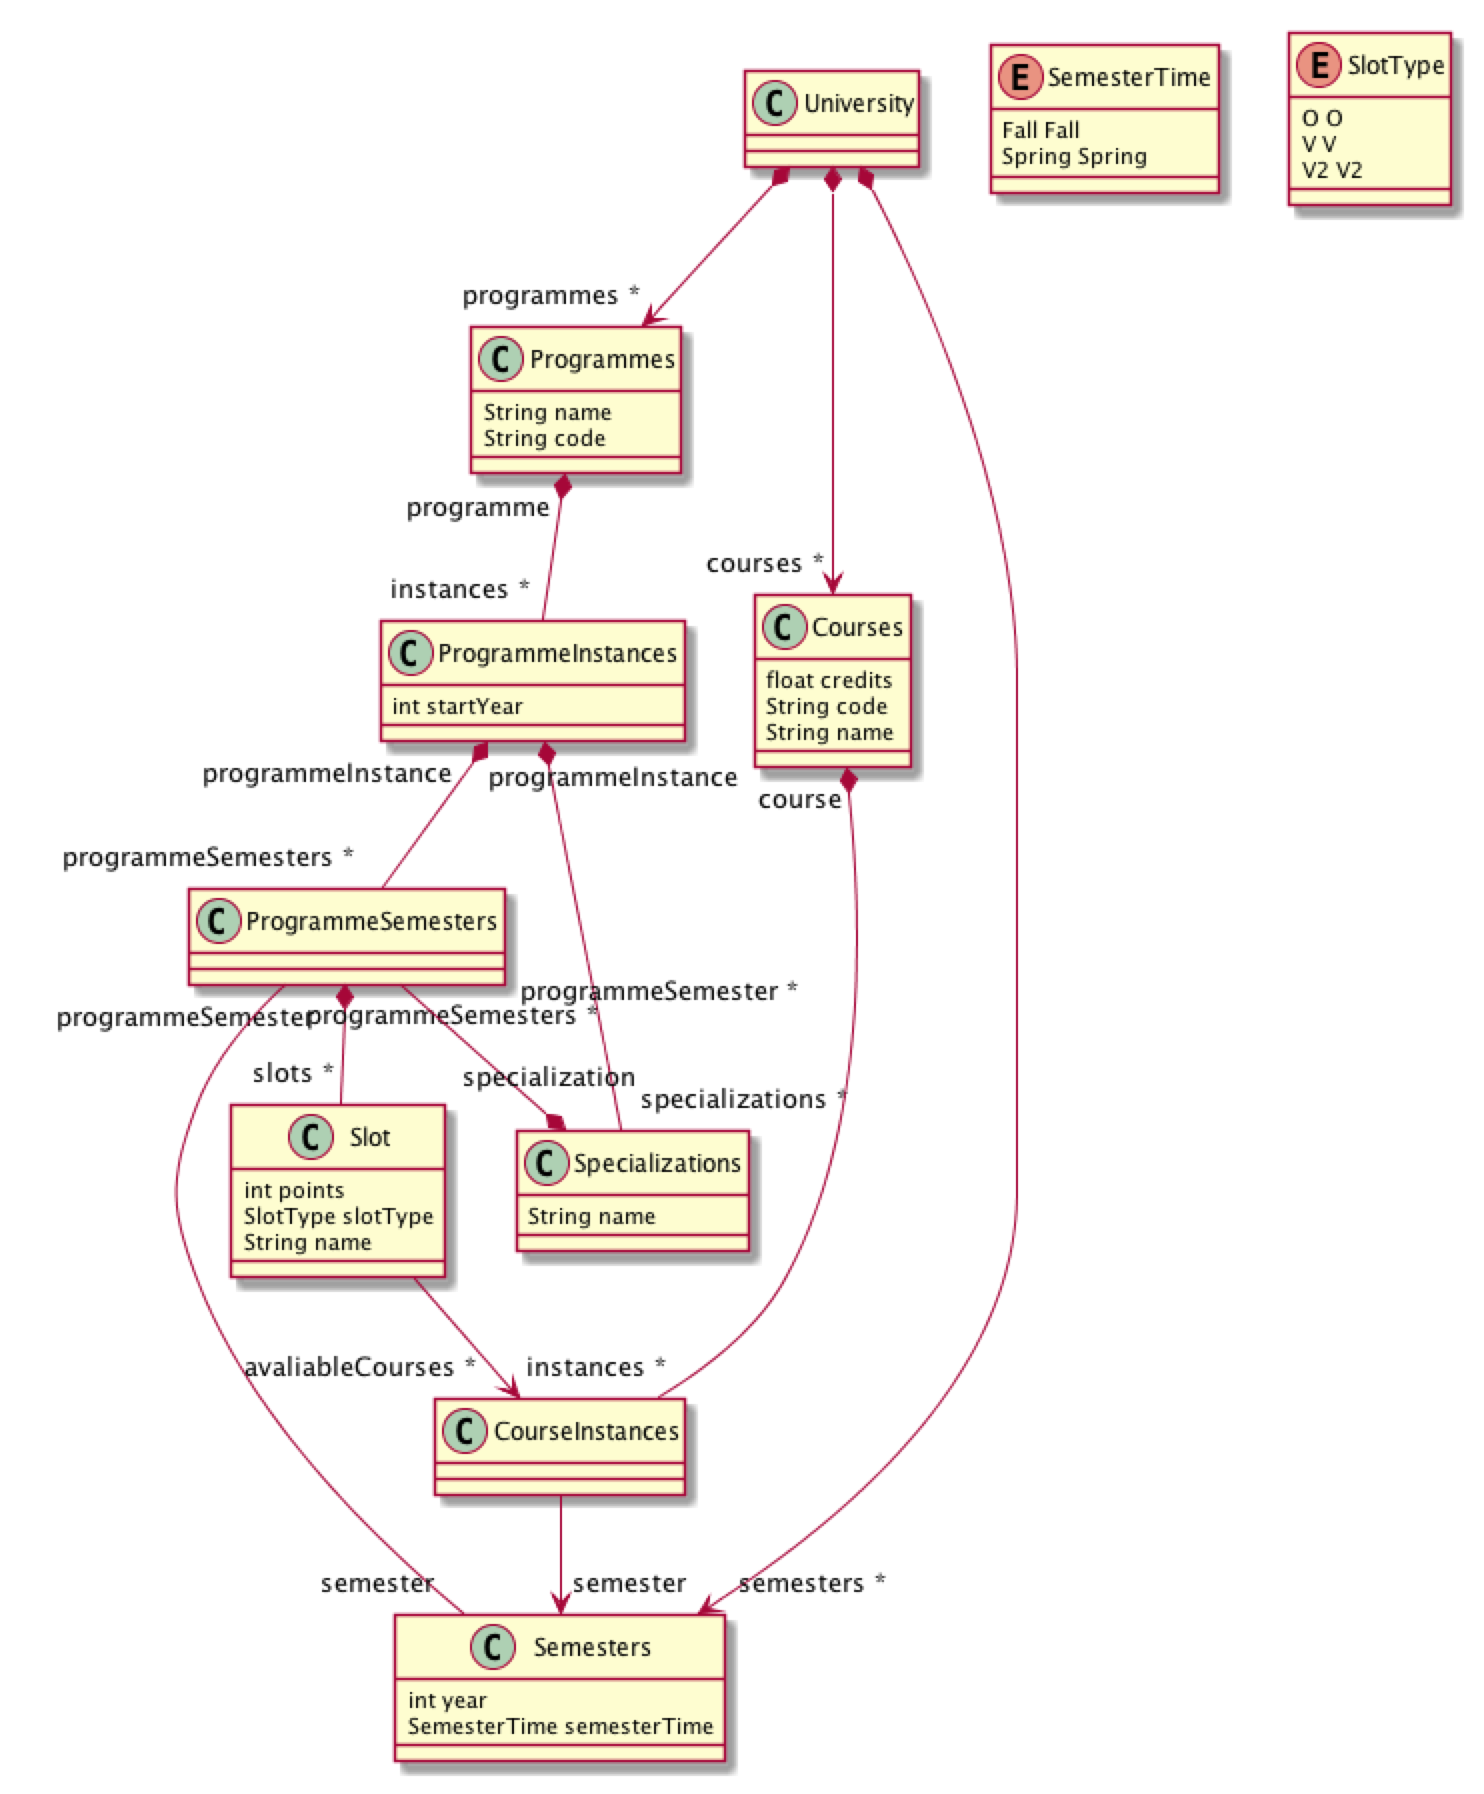 C University
E SemesterTime
Fall Fall
Spring Spring
E SlotType
O O
V V
V2 V2
programmes *
C Programmes
String name
String code
programme
instances *
courses *
C ProgrammeInstances
int startYear
C Courses
float credits
String code
String name
programmeInstance
programmeInstance
course
programmeSemesters *
C ProgrammeSemesters
programmeSemester *
programmeSemester
programmeSemesters *
slots *
specialization
specializations *
C Slot
int points
SlotType slotType
String name
C Specializations
String name
avaliableCourses *
instances *
C CourseInstances
semester
semester
semesters *
C Semesters
int year
SemesterTime semesterTime